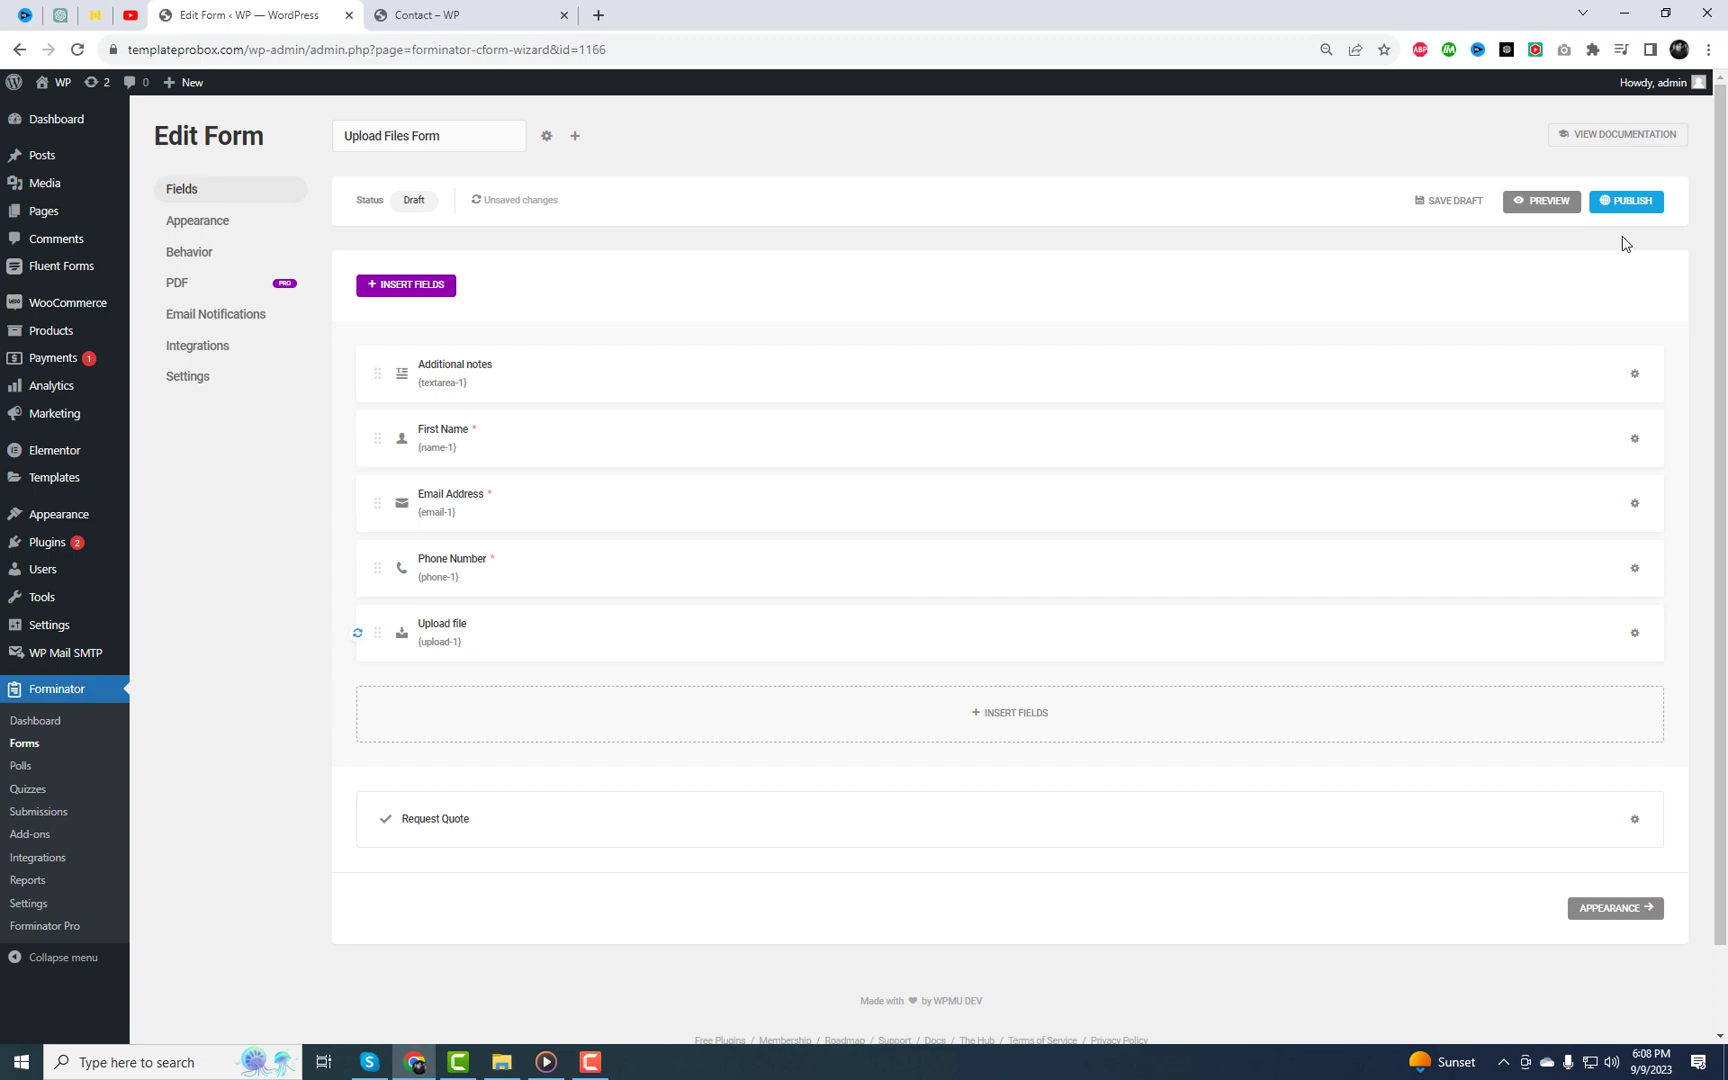 Edit Form ‹ WP — WordPress
Contact – WP
templateprobox.com/wp-admin/admin.php?page=forminator-cform-wizard&id=1166
ABP
WP
2
0
New
Howdy, admin
Dashboard
Posts
Media
Pages
Comments
Fluent Forms
WooCommerce
Products
Payments 1
Analytics
Marketing
Elementor
Templates
Appearance
Plugins 2
Users
Tools
Settings
WP Mail SMTP
Forminator
Dashboard
Forms
Polls
Quizzes
Submissions
Add-ons
Integrations
Reports
Settings
Forminator Pro
Collapse menu
Edit Form
Upload Files Form
VIEW DOCUMENTATION
Fields
Appearance
Behavior
PDF PRO
Email Notifications
Integrations
Settings
Status Draft
Unsaved changes
SAVE DRAFT
PREVIEW
PUBLISH
INSERT FIELDS
Additional notes
{textarea-1}
First Name *
{name-1}
Email Address *
{email-1}
Phone Number *
{phone-1}
Upload file
{upload-1}
+ INSERT FIELDS
Request Quote
APPEARANCE
Made with ♥ by WPMU DEV
Free Plugins / Membership / Roadmap / Support / Docs / The Hub / Terms of Service / Privacy Policy
Type here to search
Sunset
6:08 PM
9/9/2023